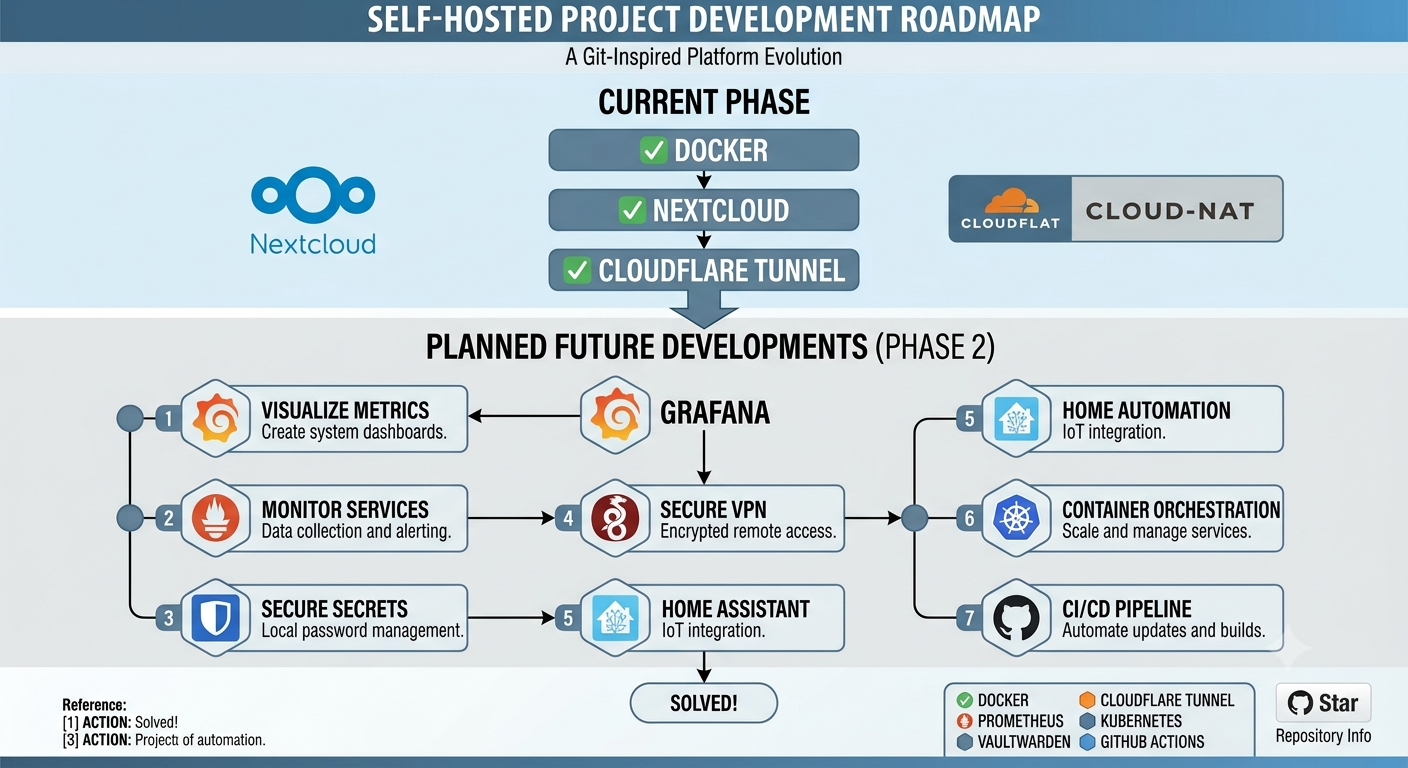 SELF-HOSTED PROJECT DEVELOPMENT ROADMAP
A Git-Inspired Platform Evolution
CURRENT PHASE
✅ DOCKER
✅ NEXTCLOUD
✅ CLOUDFLARE TUNNEL
Nextcloud
CLOUDFLAT
CLOUD-NAT
PLANNED FUTURE DEVELOPMENTS (PHASE 2)
1
VISUALIZE METRICS
Create system dashboards.
GRAFANA
5
HOME AUTOMATION
IoT integration.
2
MONITOR SERVICES
Data collection and alerting.
4
SECURE VPN
Encrypted remote access.
6
CONTAINER ORCHESTRATION
Scale and manage services.
3
SECURE SECRETS
Local password management.
5
HOME ASSISTANT
IoT integration.
7
CI/CD PIPELINE
Automate updates and builds.
SOLVED!
Reference:
[1] ACTION: Solved!
[3] ACTION: Project of automation.
DOCKER
CLOUDFLARE TUNNEL
PROMETHEUS
KUBERNETES
VAULTWARDEN
GITHUB ACTIONS
Star
Repository Info